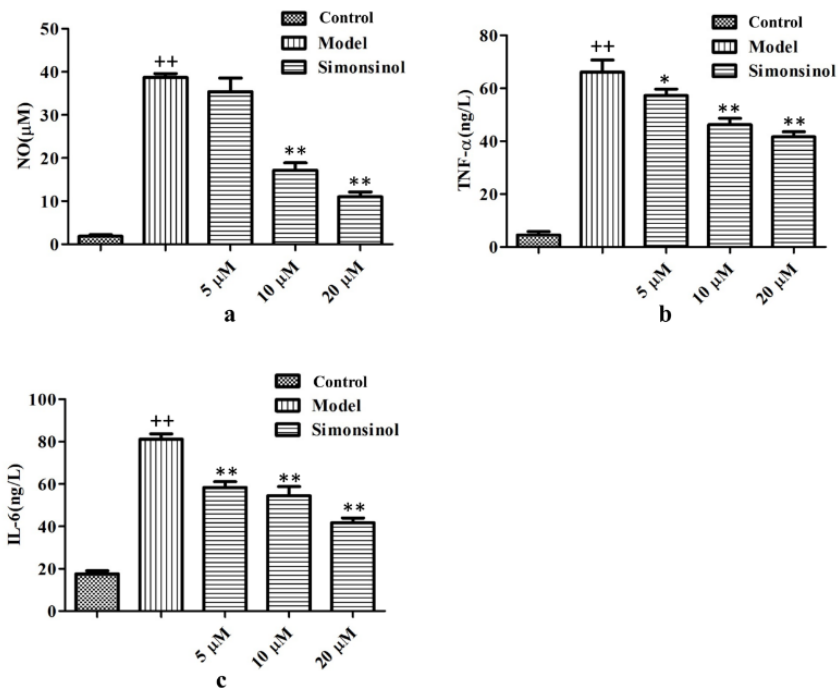 Control
Model
Simonsinol
NO(μM)
50
40
30
20
10
0
++
**
**
5 μM
10 μM
20 μM
a
Control
Model
Simonsinol
TNF-α(ng/L)
80
60
40
20
0
++
*
**
**
5 μM
10 μM
20 μM
b
Control
Model
Simonsinol
IL-6(ng/L)
100
80
60
40
20
0
++
**
**
**
5 μM
10 μM
20 μM
c